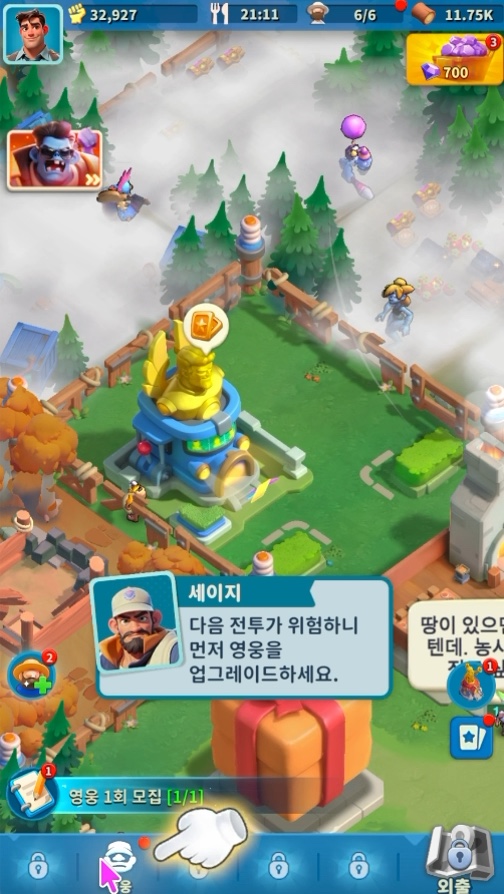 32,927
21:11
6/6
11.75K
3
700
세이지
다음 전투가 위험하니
먼저 영웅을
업그레이드하세요.
땅이 있으면
텐데. 농사
2
1
1
영웅 1회 모집 [1/1]
외출